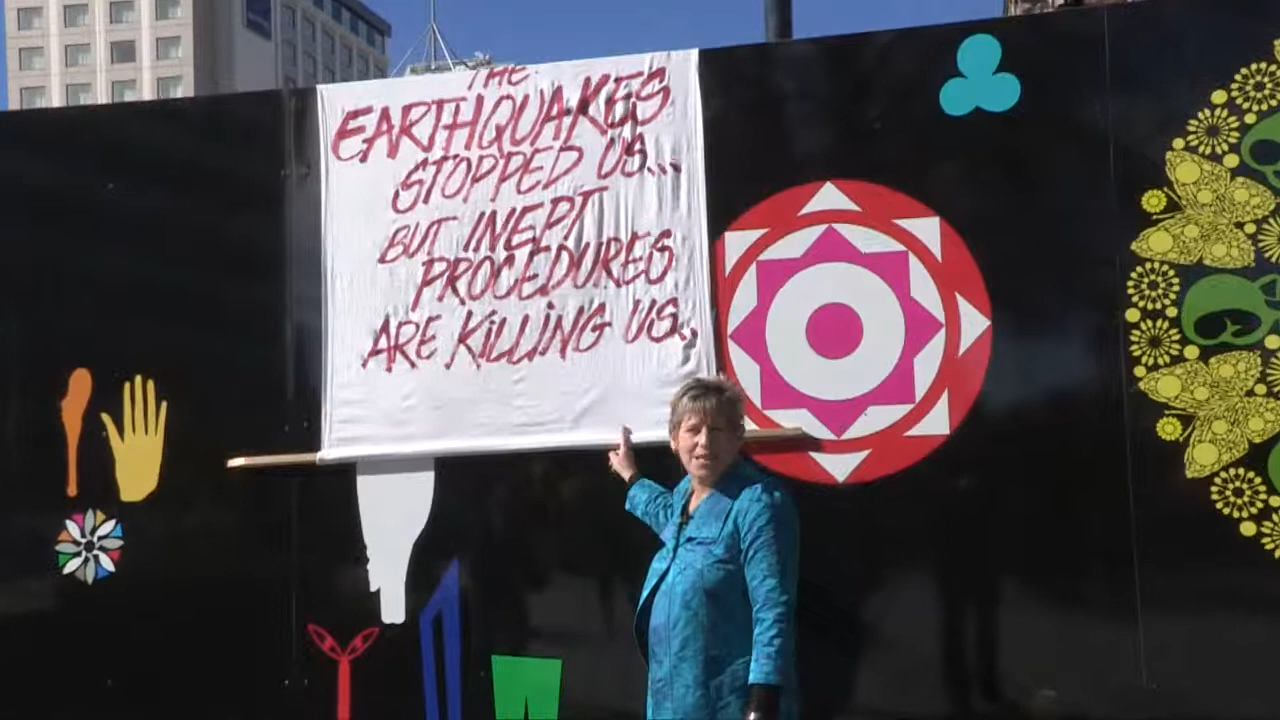 THE
EARTHQUAKES
STOPPED US...
BUT INEPT
PROCEDURES
ARE KiLLiNG US..